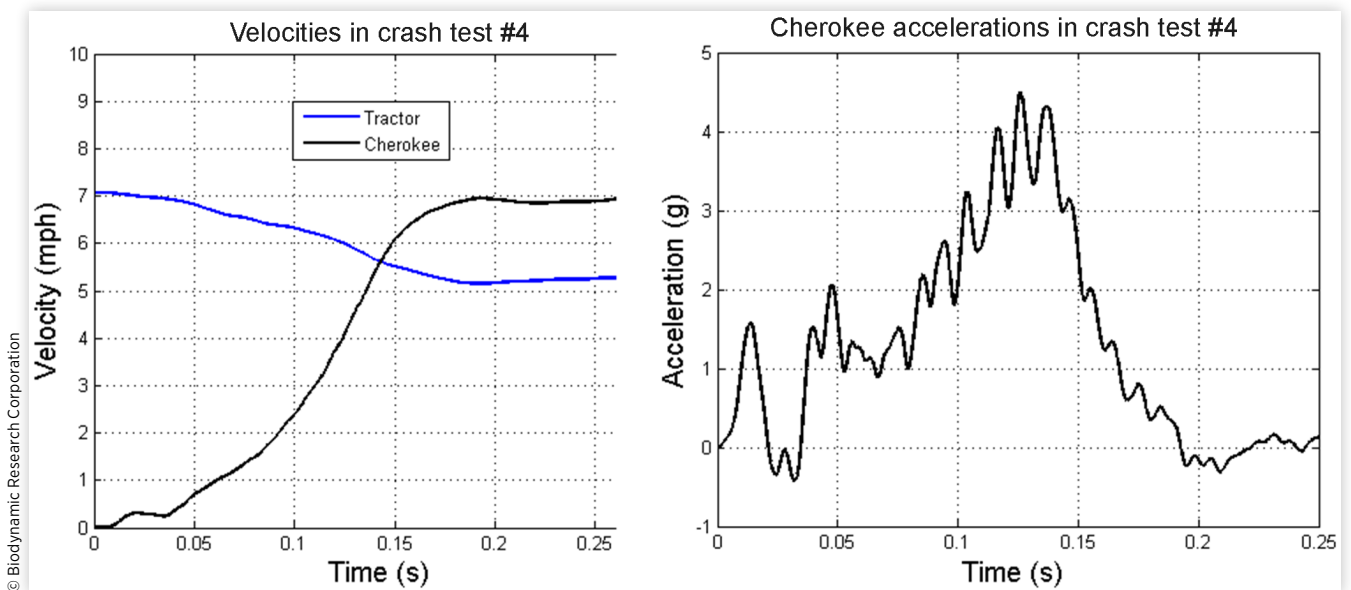 Velocities in crash test #4
10
9
8
7
6
5
4
3
2
1
0
Velocity (mph)
Tractor
Cherokee
0 0.05 0.1 0.15 0.2 0.25
Time (s)
Cherokee accelerations in crash test #4
5
4
3
2
1
0
-1
Acceleration (g)
0 0.05 0.1 0.15 0.2 0.25
Time (s)
© Biodynamic Research Corporation